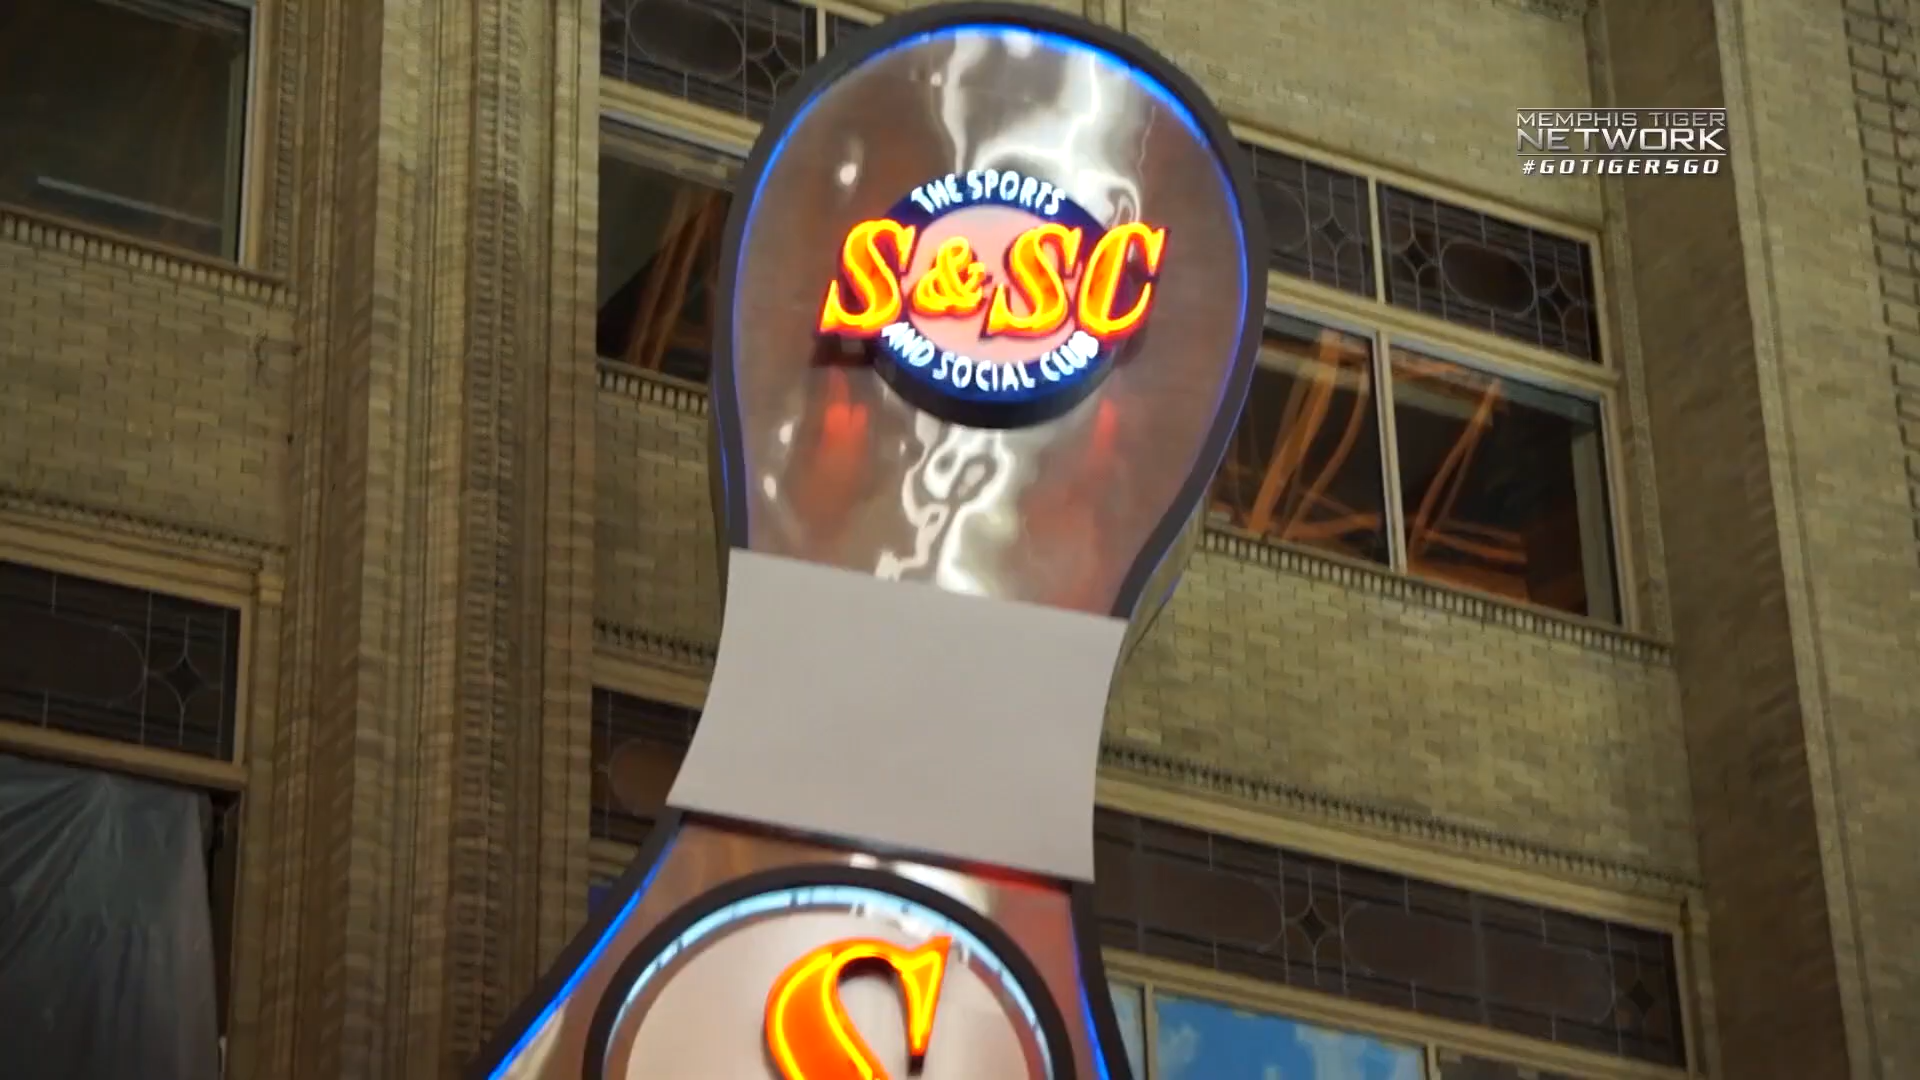 MEMPHIS TIGER
NETWORK
#GOTIGERSGO
THE SPORTS
S&SC
AND SOCIAL CLUB
S